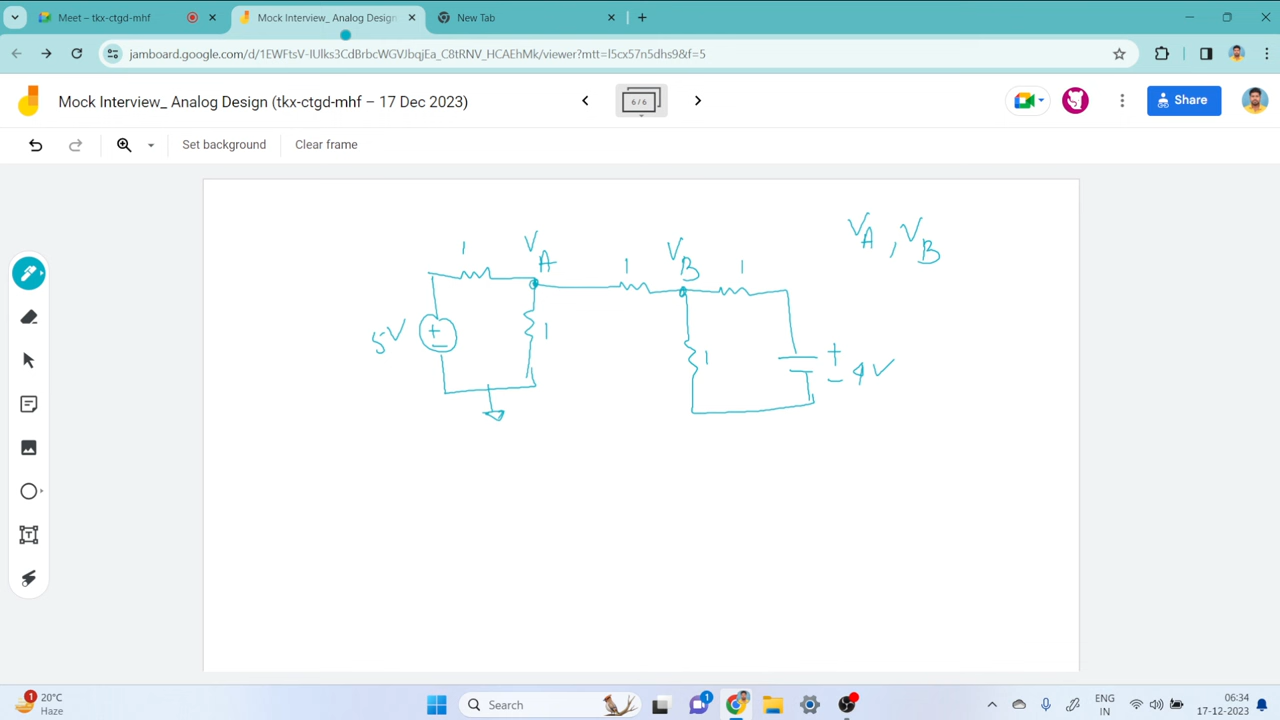 Meet – tkx-ctgd-mhf
Mock Interview_ Analog Design
New Tab
jamboard.google.com/d/1EWFtsV-IUlks3CdBrbcWGVJbqjEa_C8tRNV_HCAEhMk/viewer?mtt=l5cx57n5dhs9&f=5
Mock Interview_ Analog Design (tkx-ctgd-mhf – 17 Dec 2023)
6 / 6
Share
Set background
Clear frame
VA , VB
1
VA
1
VB
1
5V
+
−
1
1
+
− 4V
1
20°C
Haze
Search
1
ENG
IN
06:34
17-12-2023